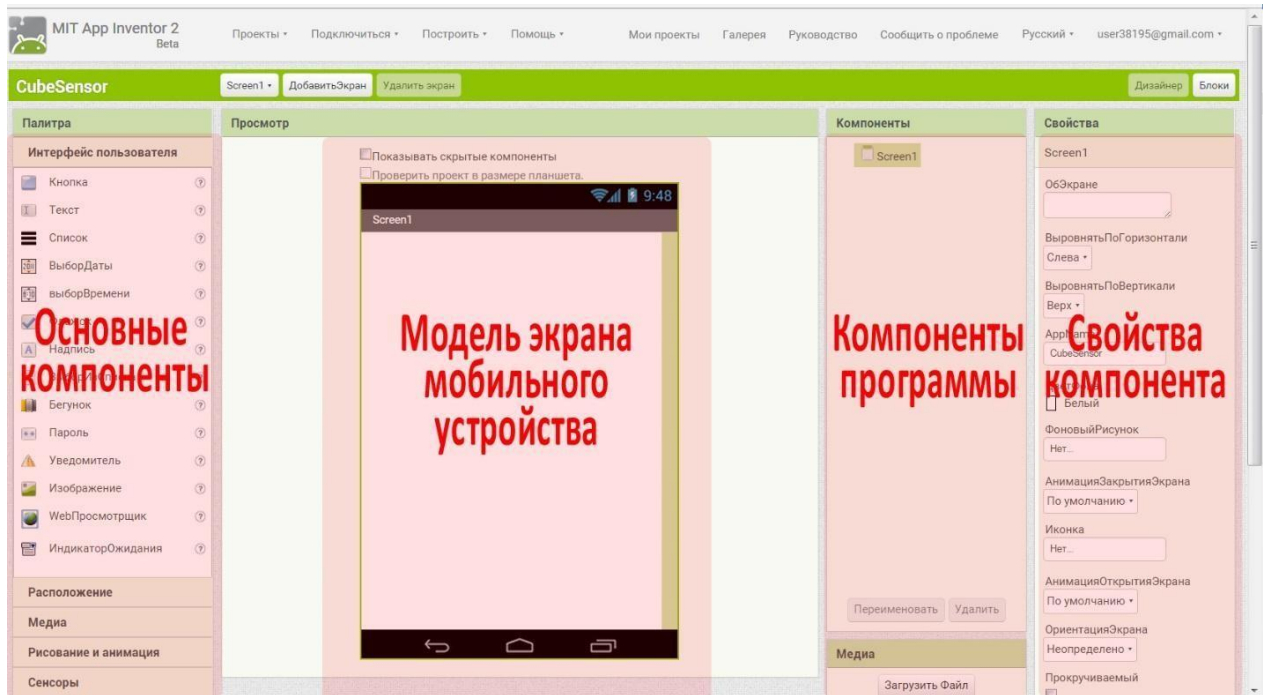 MIT App Inventor 2
Beta
Проекты Подключиться Построить Помощь Мои проекты Галерея Руководство Сообщить о проблеме Русский user38195@gmail.com
CubeSensor
Screen1 ДобавитьЭкран Удалить экран Дизайнер Блоки
Палитра
Интерфейс пользователя
Кнопка
Текст
Список
ВыборДаты
выборВремени
Надпись
Бегунок
Пароль
Уведомитель
Изображение
WebПросмотрщик
ИндикаторОжидания
Расположение
Медиа
Рисование и анимация
Сенсоры
Основные
компоненты
Просмотр
Показывать скрытые компоненты
Проверить проект в размере планшета.
9:48
Screen1
Модель экрана
мобильного
устройства
Компоненты
Screen1
Компоненты
программы
Переименовать Удалить
Медиа
Загрузить Файл
Свойства
Screen1
ОбЭкране
ВыровнятьПоГоризонтали
Слева
ВыровнятьПоВертикали
Верх
CubeSensor
Свойства
компонента
Белый
ФоновыйРисунок
Нет...
АнимацияЗакрытияЭкрана
По умолчанию
Иконка
Нет...
АнимацияОткрытияЭкрана
По умолчанию
ОриентацияЭкрана
Неопределено
Прокручиваемый